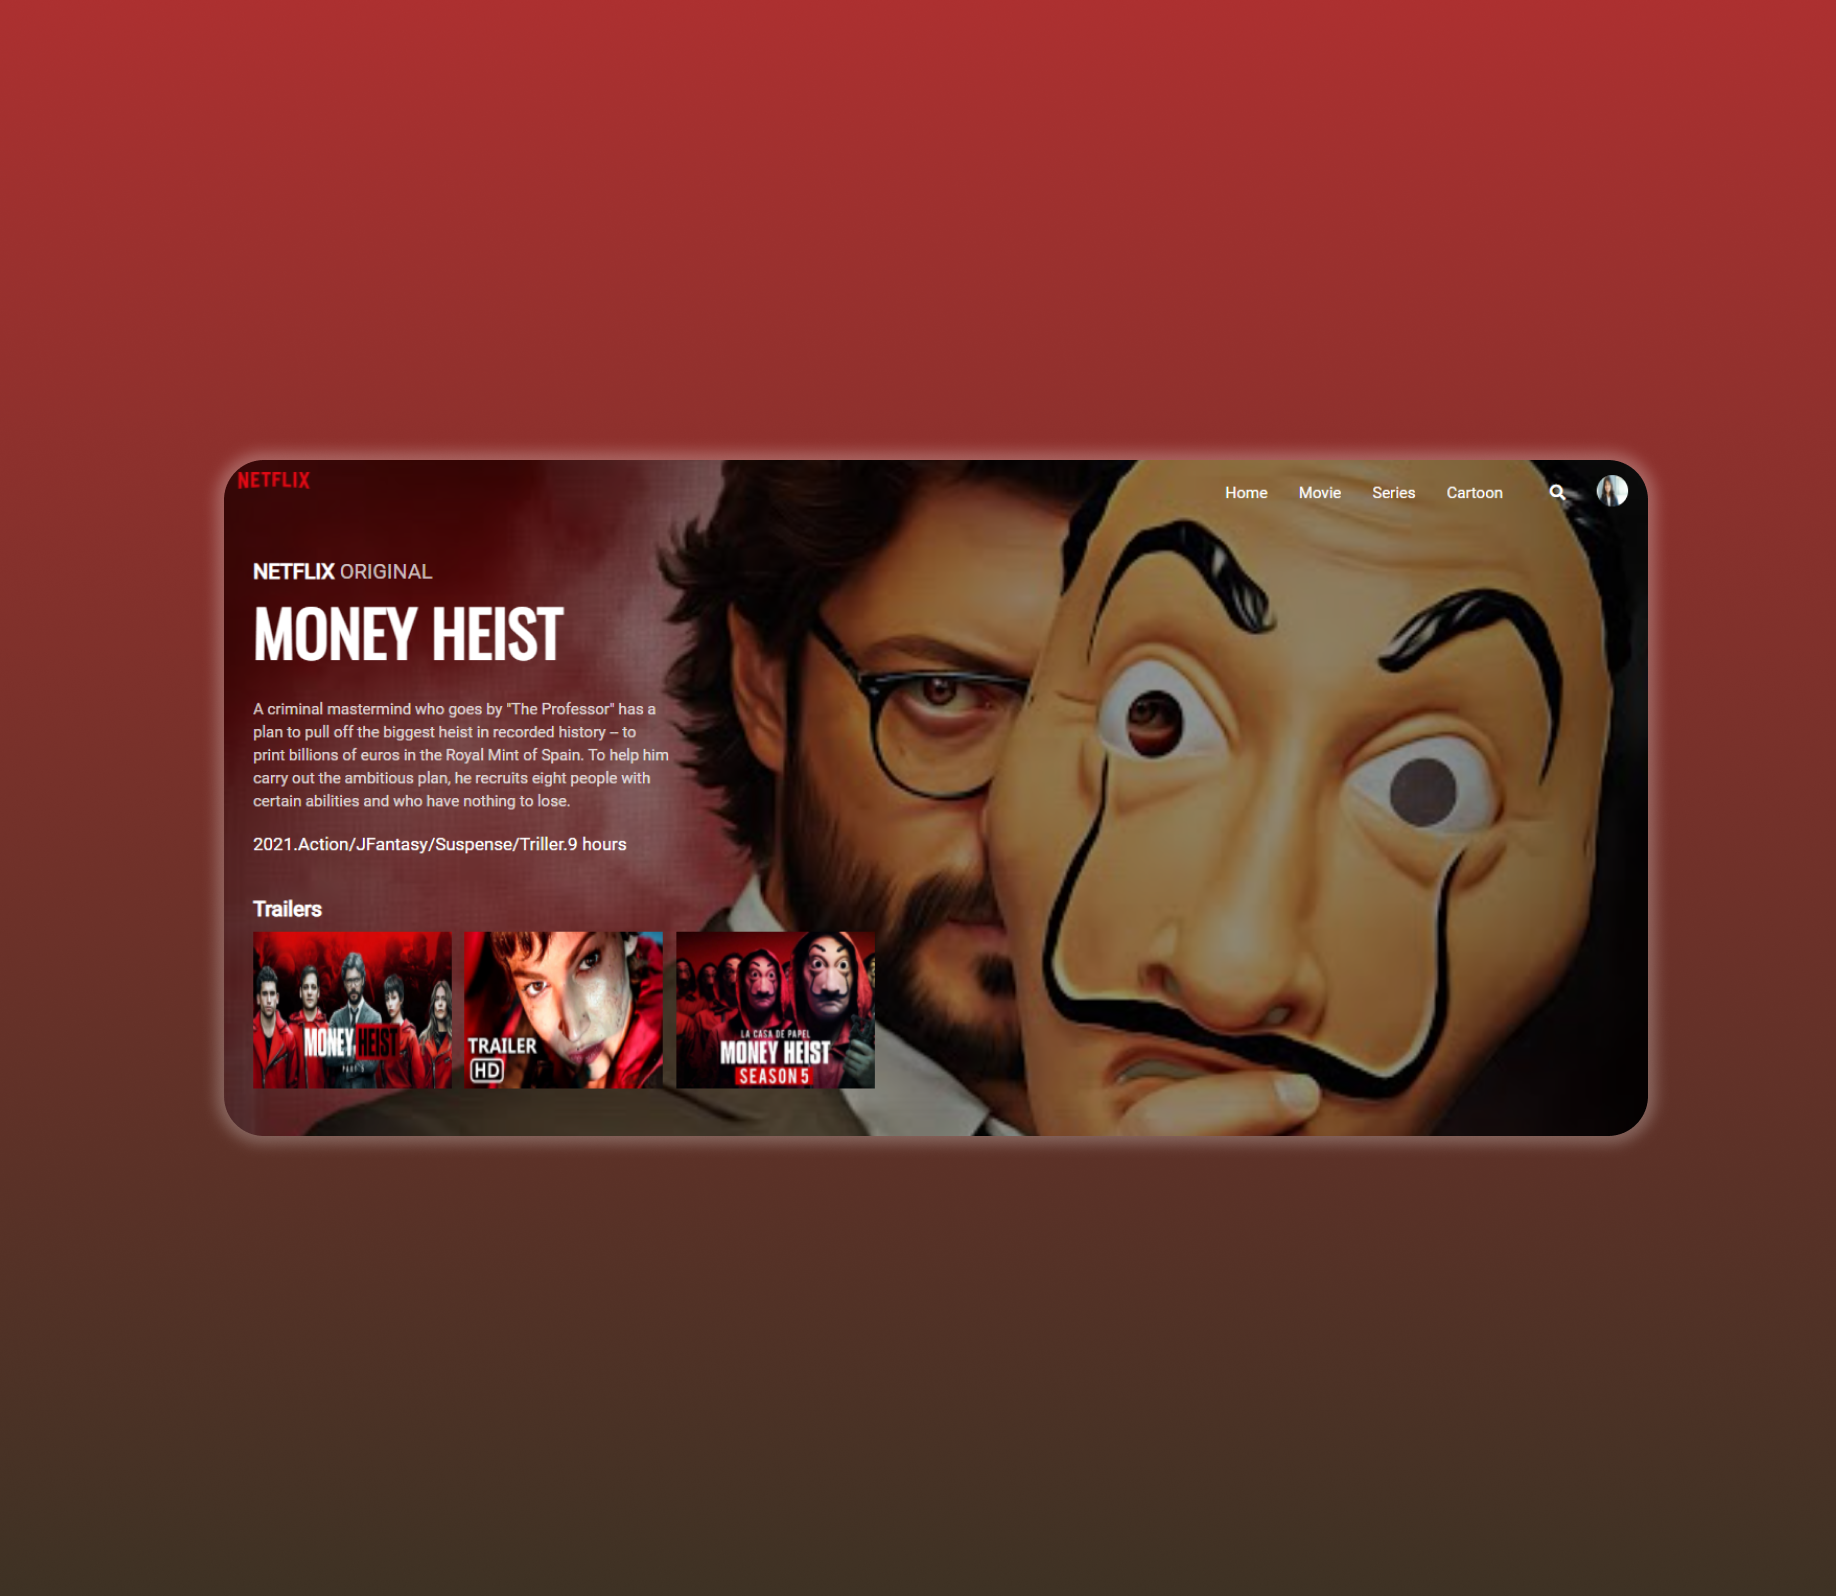 NETFLIX
Home Movie Series Cartoon
NETFLIX ORIGINAL
MONEY HEIST
A criminal mastermind who goes by "The Professor" has a
plan to pull off the biggest heist in recorded history – to
print billions of euros in the Royal Mint of Spain. To help him
carry out the ambitious plan, he recruits eight people with
certain abilities and who have nothing to lose.
2021.Action/JFantasy/Suspense/Triller.9 hours
Trailers
MONEY HEIST
TRAILER
HD
LA CASA DE PAPEL
MONEY HEIST
SEASON 5